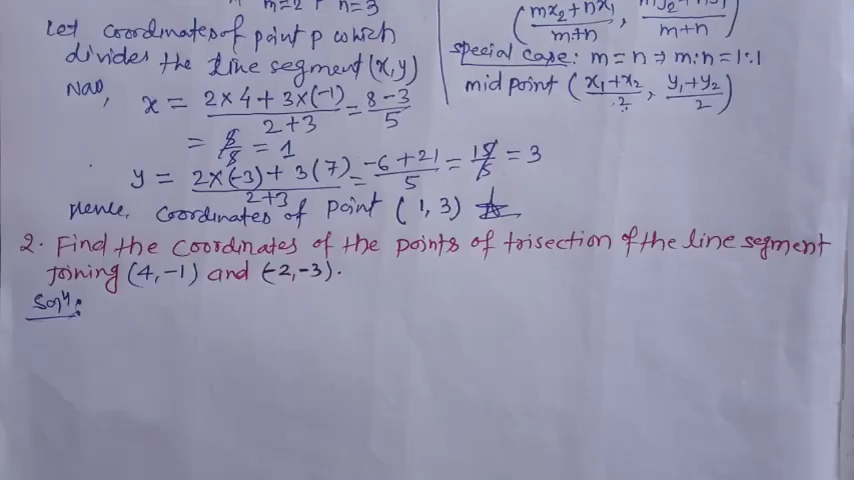 m=2, n=3
Let coordinates of point p which
divides the line segment (x,y)
Now,
x = 2×4+3×(-1)/2+3 = 8-3/5
= 5/5 = 1
y = 2×(-3)+3(7)/2+3 = -6+21/5 = 15/5 = 3
Hence, coordinates of point (1,3)
(mx2+nx1/m+n, my2+ny1/m+n)
special case: m=n ⇒ m:n=1:1
mid point (x1+x2/2, y1+y2/2)
2. Find the coordinates of the points of trisection of the line segment
joining (4,-1) and (-2,-3).
Soln: